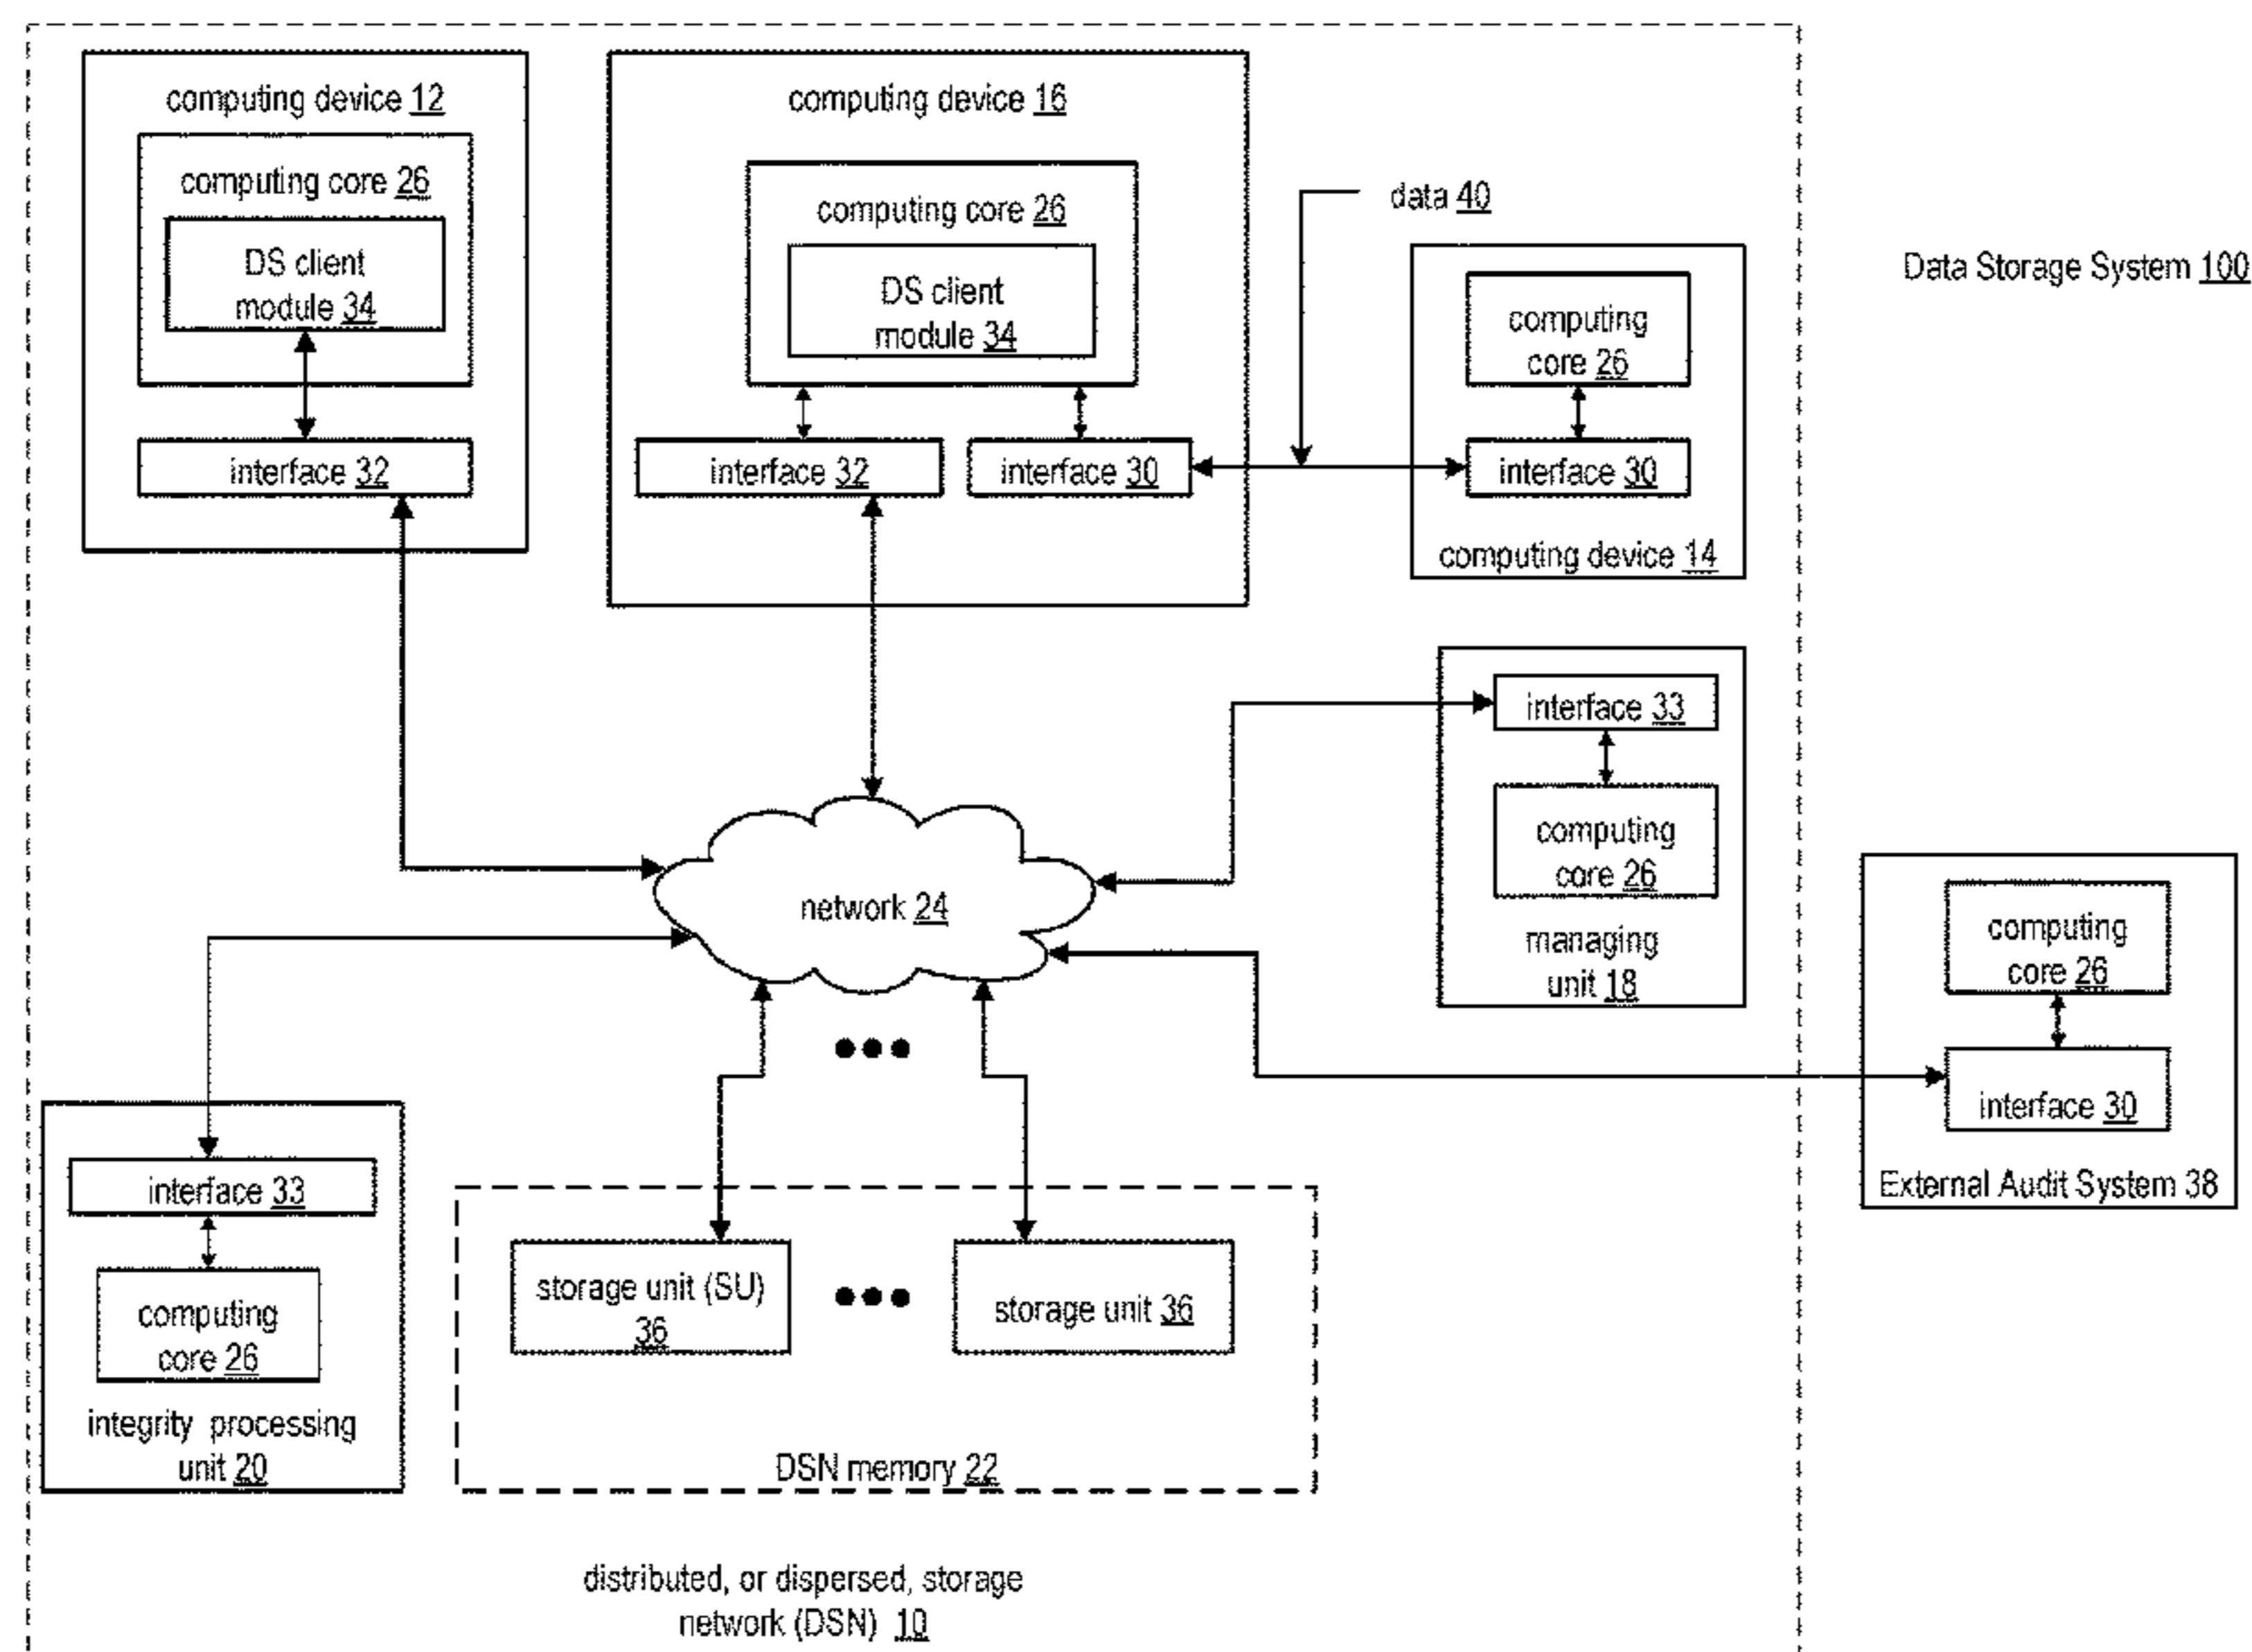 computing device 12
computing core 26
DS client
module 34
interface 32
computing device 16
computing core 26
DS client
module 34
interface 32
interface 30
data 40
computing
core 26
interface 30
computing device 14
Data Storage System 100
interface 33
computing
core 26
managing
unit 18
network 24
computing
core 26
interface 30
External Audit System 38
interface 33
computing
core 26
integrity processing
unit 20
storage unit (SU)
36
storage unit 36
DSN memory 22
distributed, or dispersed, storage
network (DSN) 10